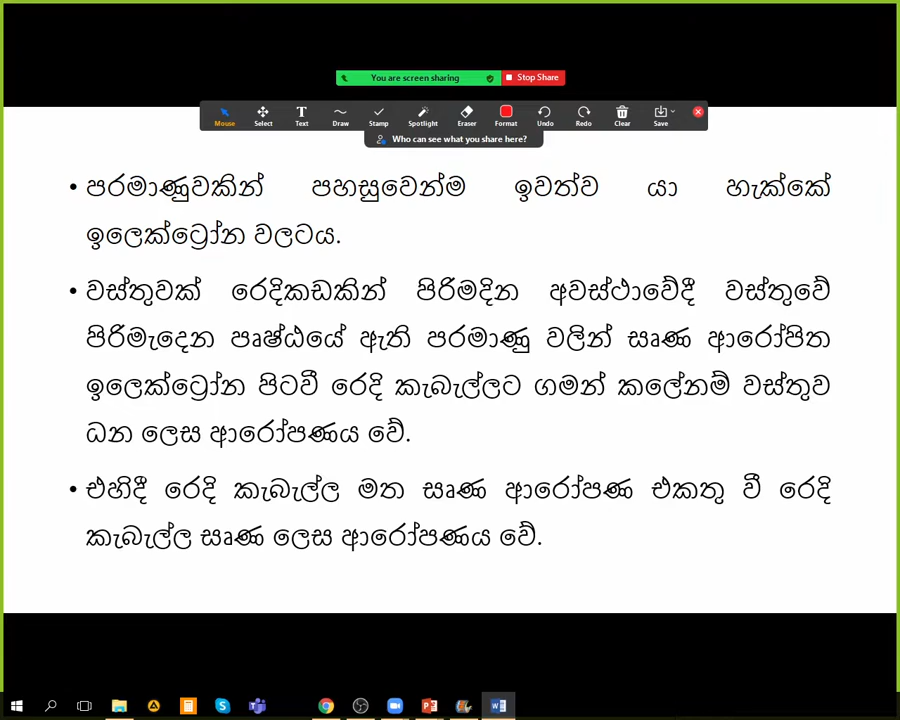 You are screen sharing
Stop Share
Mouse Select Text Draw Stamp Spotlight Eraser Format Undo Redo Clear Save
Who can see what you share here?
• පරමාණුවකින් පහසුවෙන්ම ඉවත්ව යා හැක්කේ
ඉලෙක්ට්‍රෝන වලටය.
• වස්තුවක් රෙදිකඩකින් පිරිමදින අවස්ථාවේදී වස්තුවේ
පිරිමැදෙන පෘෂ්ඨයේ ඇති පරමාණු වලින් සෘණ ආරෝපිත
ඉලෙක්ට්‍රෝන පිටවී රෙදි කැබැල්ලට ගමන් කලේනම් වස්තුව
ධන ලෙස ආරෝපණය වේ.
• එහිදී රෙදි කැබැල්ල මත සෘණ ආරෝපණ එකතු වී රෙදි
කැබැල්ල සෘණ ලෙස ආරෝපණය වේ.